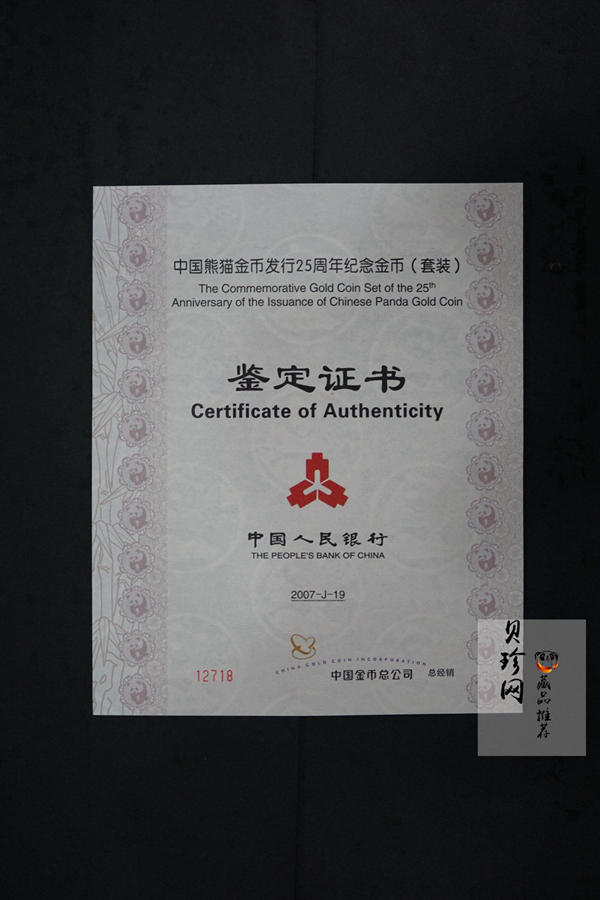 中国熊猫金币发行25周年纪念金币（套装）
The Commemorative Gold Coin Set of the 25th
Anniversary of the Issuance of Chinese Panda Gold Coin
鉴定证书
Certificate of Authenticity
中国人民银行
THE PEOPLE'S BANK OF CHINA
2007-J-19
CHINA GOLD COIN INCORPORATION
12718
中国金币总公司 总经销
贝珍网
藏品推荐